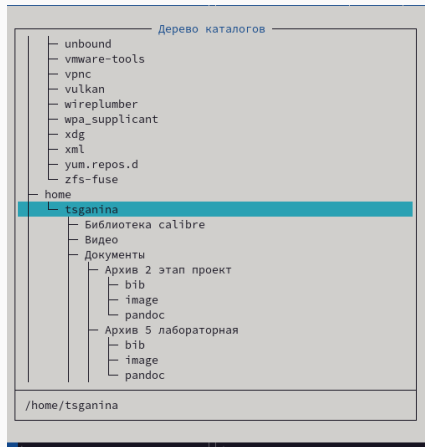 Дерево каталогов
unbound
vmware-tools
vpnc
vulkan
wireplumber
wpa_supplicant
xdg
xml
yum.repos.d
zfs-fuse
home
tsganina
Библиотека calibre
Видео
Документы
Архив 2 этап проект
bib
image
pandoc
Архив 5 лабораторная
bib
image
pandoc
/home/tsganina